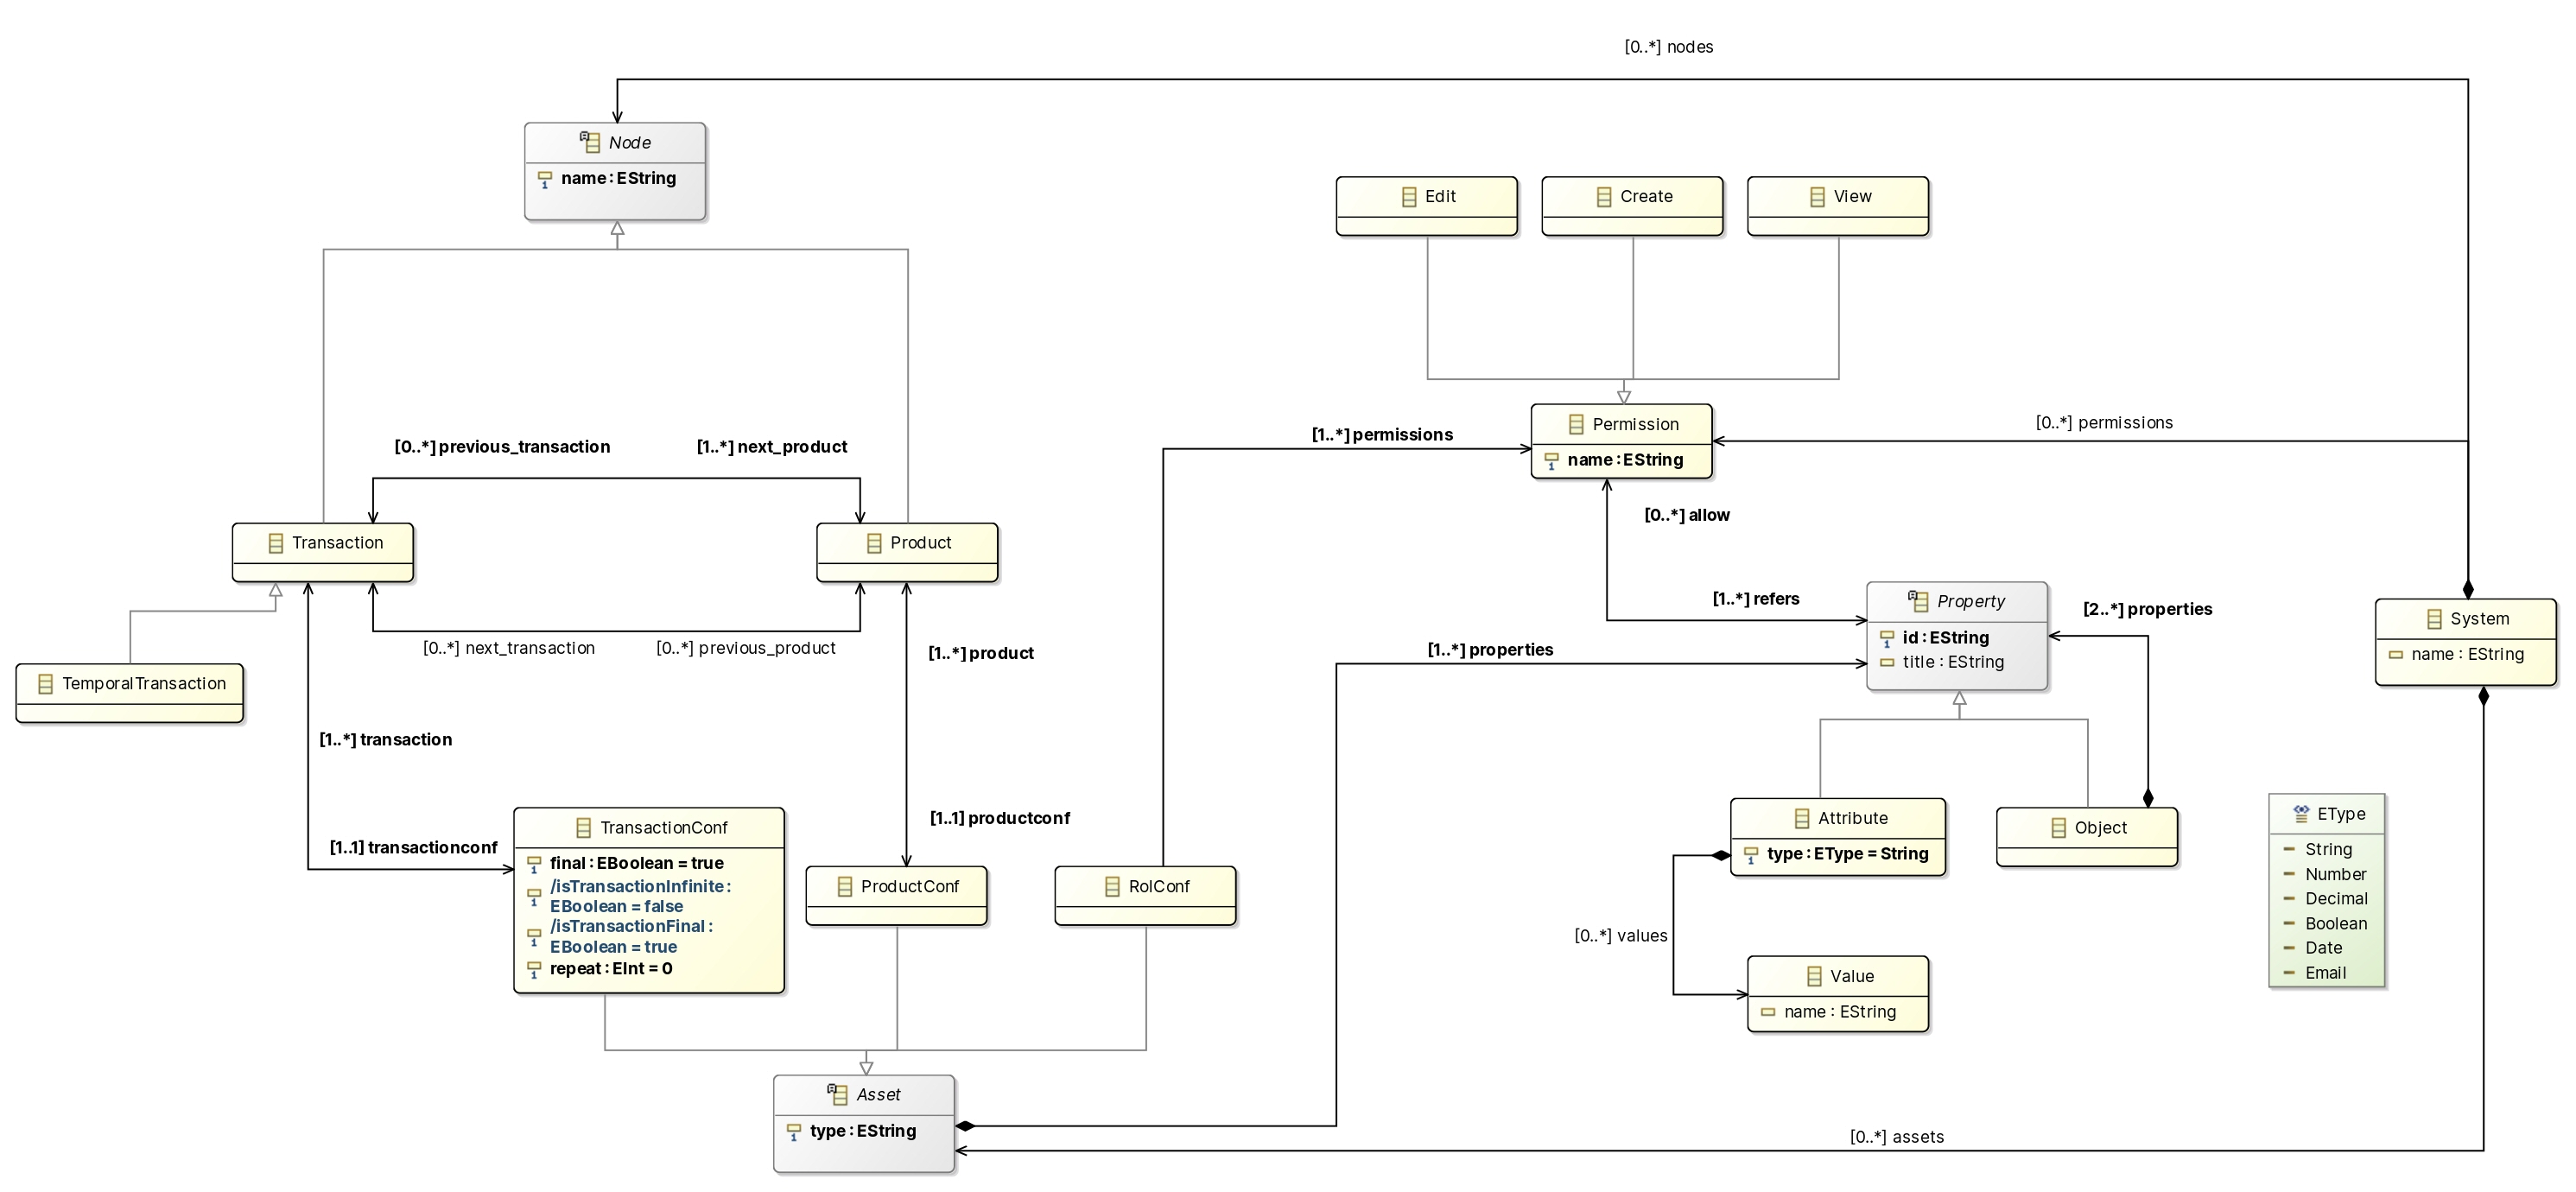 [0..*] nodes
Node
name : EString
Edit
Create
View
Permission
name : EString
[1..*] permissions
[0..*] permissions
[0..*] previous_transaction
[1..*] next_product
Transaction
Product
[0..*] next_transaction
[0..*] previous_product
TemporalTransaction
[0..*] allow
[1..*] refers
Property
id : EString
title : EString
[2..*] properties
System
name : EString
[1..*] properties
[1..*] product
[1..*] transaction
[1..1] productconf
[1..1] transactionconf
TransactionConf
final : EBoolean = true
/isTransactionInfinite :
EBoolean = false
/isTransactionFinal :
EBoolean = true
repeat : EInt = 0
ProductConf
RolConf
Attribute
type : EType = String
Object
EType
String
Number
Decimal
Boolean
Date
Email
[0..*] values
Value
name : EString
Asset
type : EString
[0..*] assets